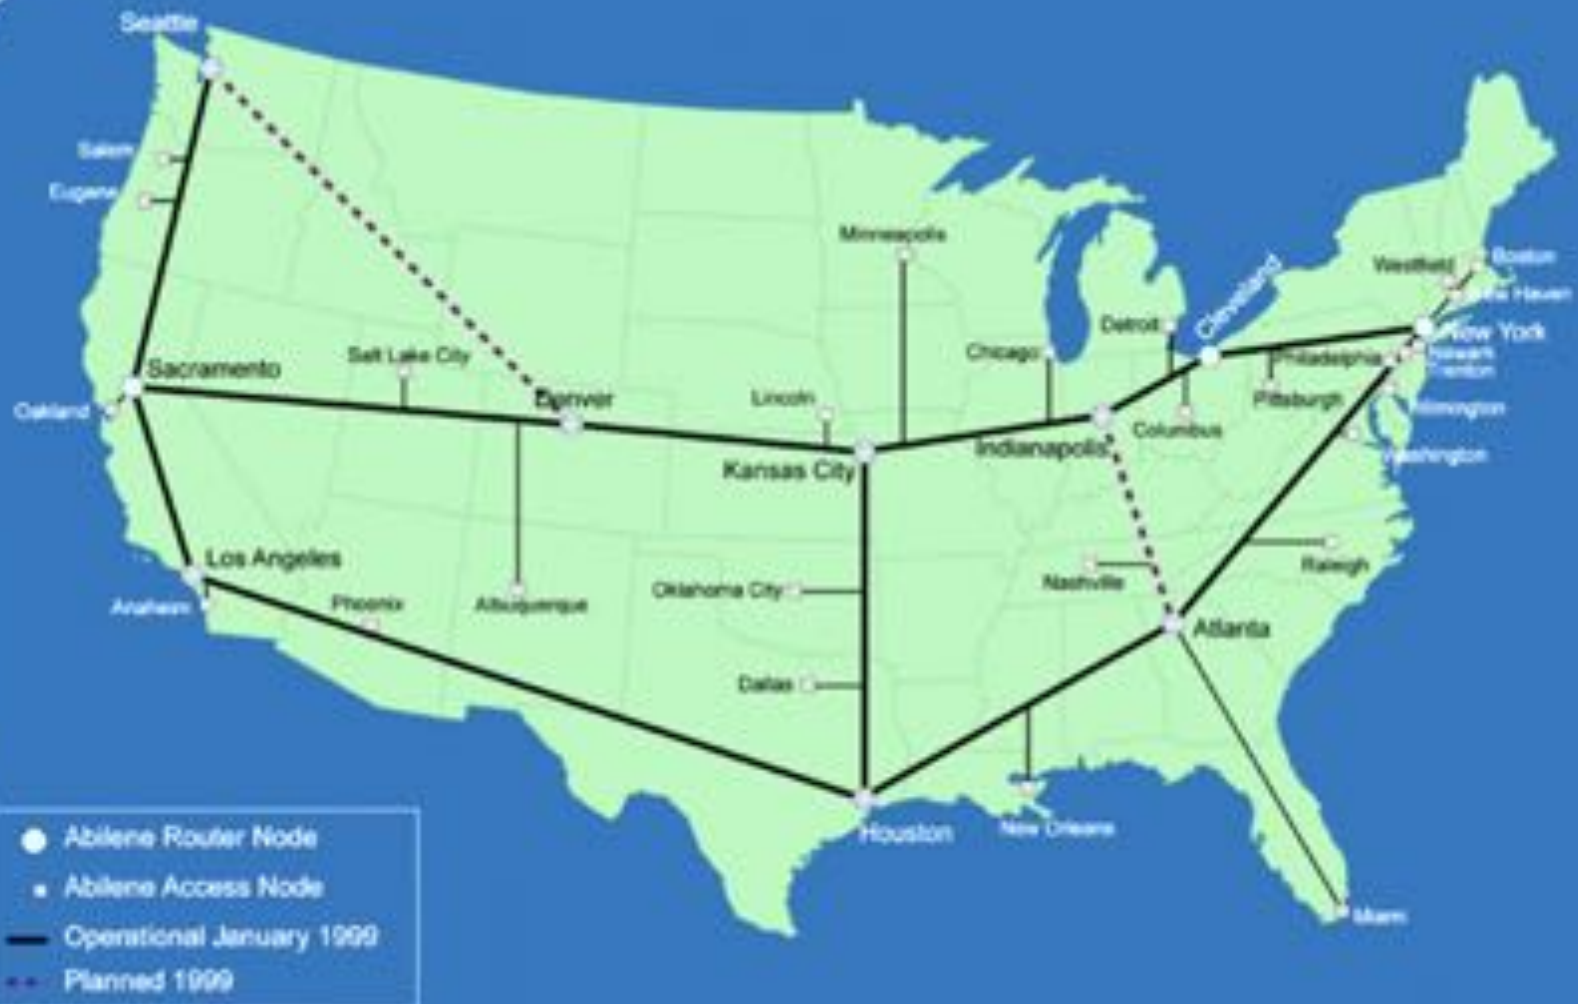 Seattle
Salem
Eugene
Minneapolis
Cleveland
Westfield
Boston
New Haven
Detroit
New York
Newark
Chicago
Philadelphia
Trenton
Salt Lake City
Sacramento
Denver
Lincoln
Pittsburgh
Wilmington
Oakland
Columbus
Indianapolis
Washington
Kansas City
Los Angeles
Raleigh
Nashville
Oklahoma City
Anaheim
Phoenix
Albuquerque
Atlanta
Dallas
Houston
New Orleans
Miami
Abilene Router Node
Abilene Access Node
Operational January 1999
Planned 1999